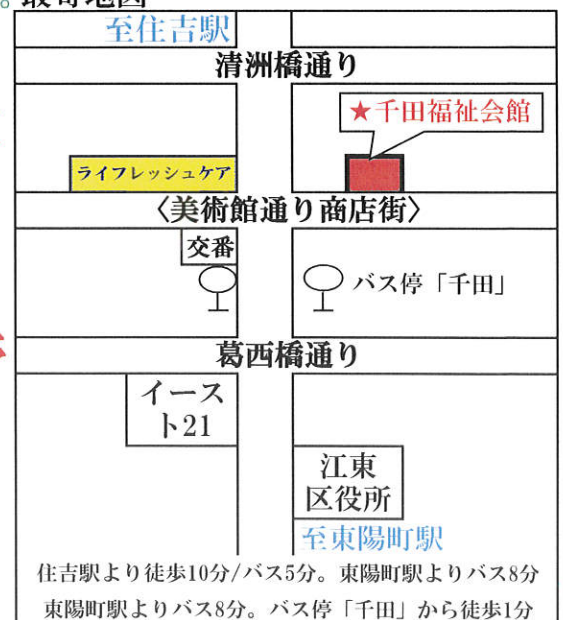 至住吉駅
清洲橋通り
★千田福祉会館
ライフレッシュケア
〈美術館通り商店街〉
交番
バス停「千田」
葛西橋通り
イース
ト21
江東
区役所
至東陽町駅
住吉駅より徒歩10分/バス5分。東陽町駅よりバス8分
東陽町駅よりバス8分。バス停「千田」から徒歩1分